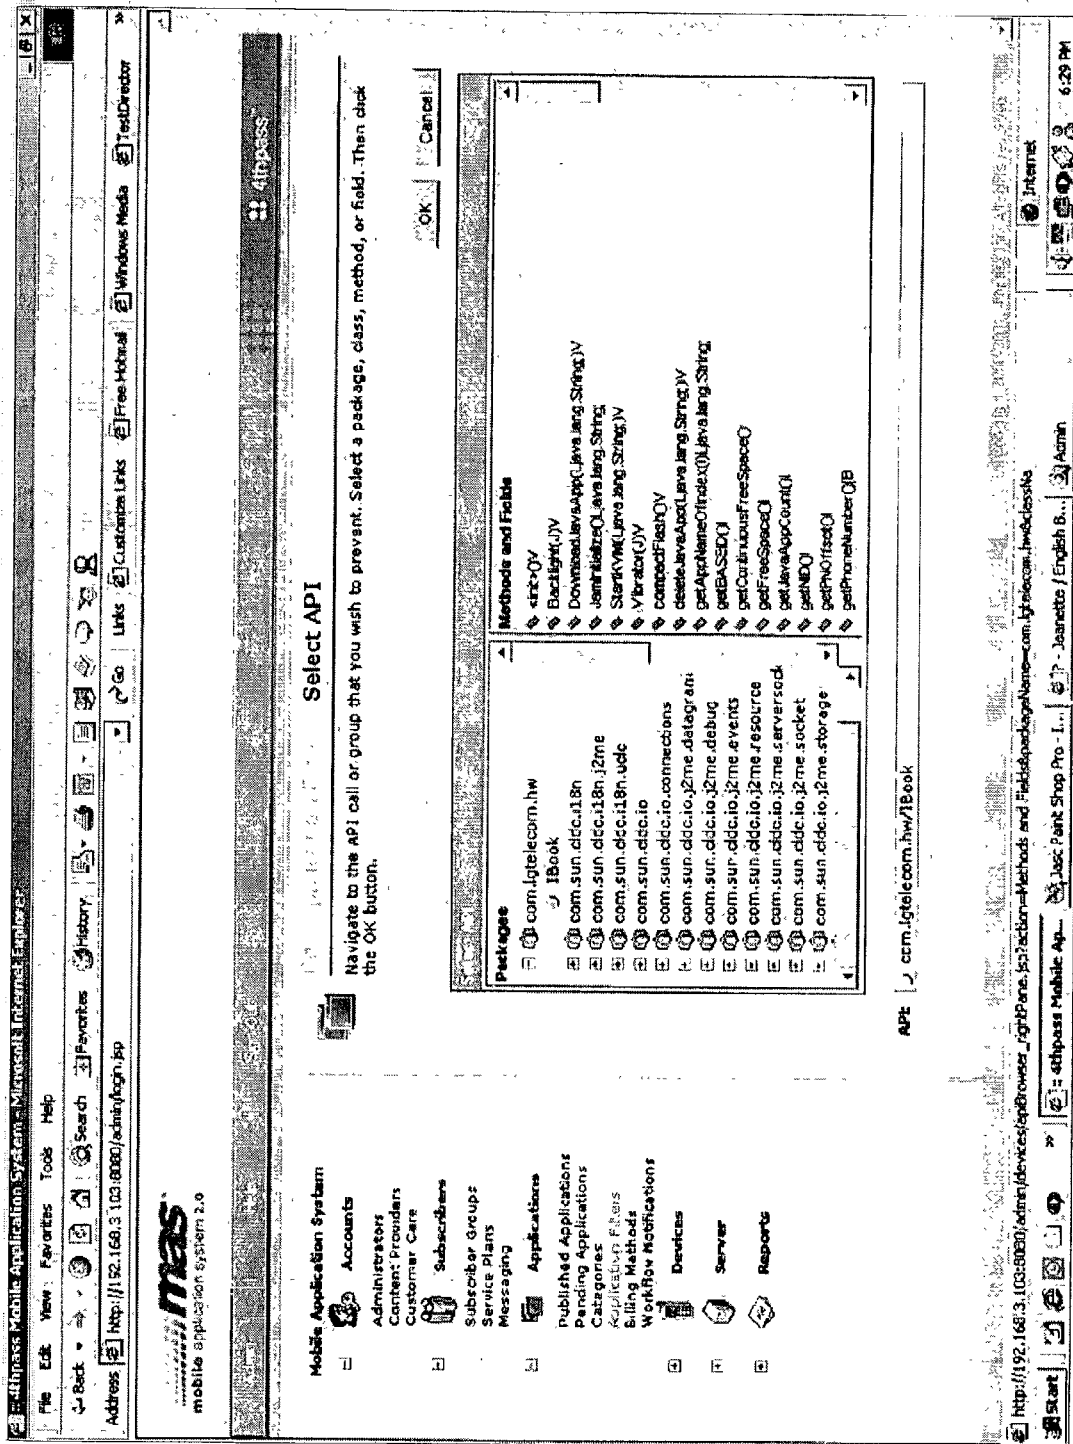 4thpass Mobile Application System - Microsoft Internet Explorer
File Edit View Favorites Tools Help
Back Search Favorites History
Address http://192.168.3.103:8080/admin/login.jsp Go Links Customize Links Free Hotmail Windows Media TestDirector
mas
mobile application system 2.0
4thpass
Mobile Application System
Accounts
Administrators
Content Providers
Customer Care
Subscribers
Subscriber Groups
Service Plans
Messaging
Applications
Published Applications
Pending Applications
Categories
Application Filters
Billing Methods
Workflow Notifications
Devices
Server
Reports
Select API
Navigate to the API call or group that you wish to prevent. Select a package, class, method, or field. Then click
the OK button.
OK Cancel
Packages
com.lgtelecom.hw
IBook
com.sun.cldc.i18n
com.sun.cldc.i18n.j2me
com.sun.cldc.i18n.uclc
com.sun.cldc.io
com.sun.cldc.io.connections
com.sun.cldc.io.j2me.datagram
com.sun.cldc.io.j2me.debug
com.sun.cldc.io.j2me.events
com.sun.cldc.io.j2me.resource
com.sun.cldc.io.j2me.serversock
com.sun.cldc.io.j2me.socket
com.sun.cldc.io.j2me.storage
Methods and Fields
<init>()V
Backlight(J)V
DownloadJavaApp(Ljava.lang.String;)V
JamInitialize()Ljava.lang.String;
StartKVM(Ljava.lang.String;)V
Vibrator(J)V
compactFlash()V
deleteJavaApp(Ljava.lang.String;)V
getAppNameOfIndex(I)Ljava.lang.String;
getBASSID()I
getContinuousFreeSpace()I
getFreeSpace()I
getJavaAppCount()I
getNID()I
getPNOffset()I
getPhoneNumber()[B
API: com.lgtelecom.hw/IBook
http://192.168.3.103:8080/admin/devices/apiBrowser_rightPane.jsp?action=Methods and Fields&packageName=com.lgtelecom.hw&classNa Internet
Start 4thpass Mobile Ap... Jasc Paint Shop Pro - I... ? - Jeanette / English B... Admin 6:29 PM